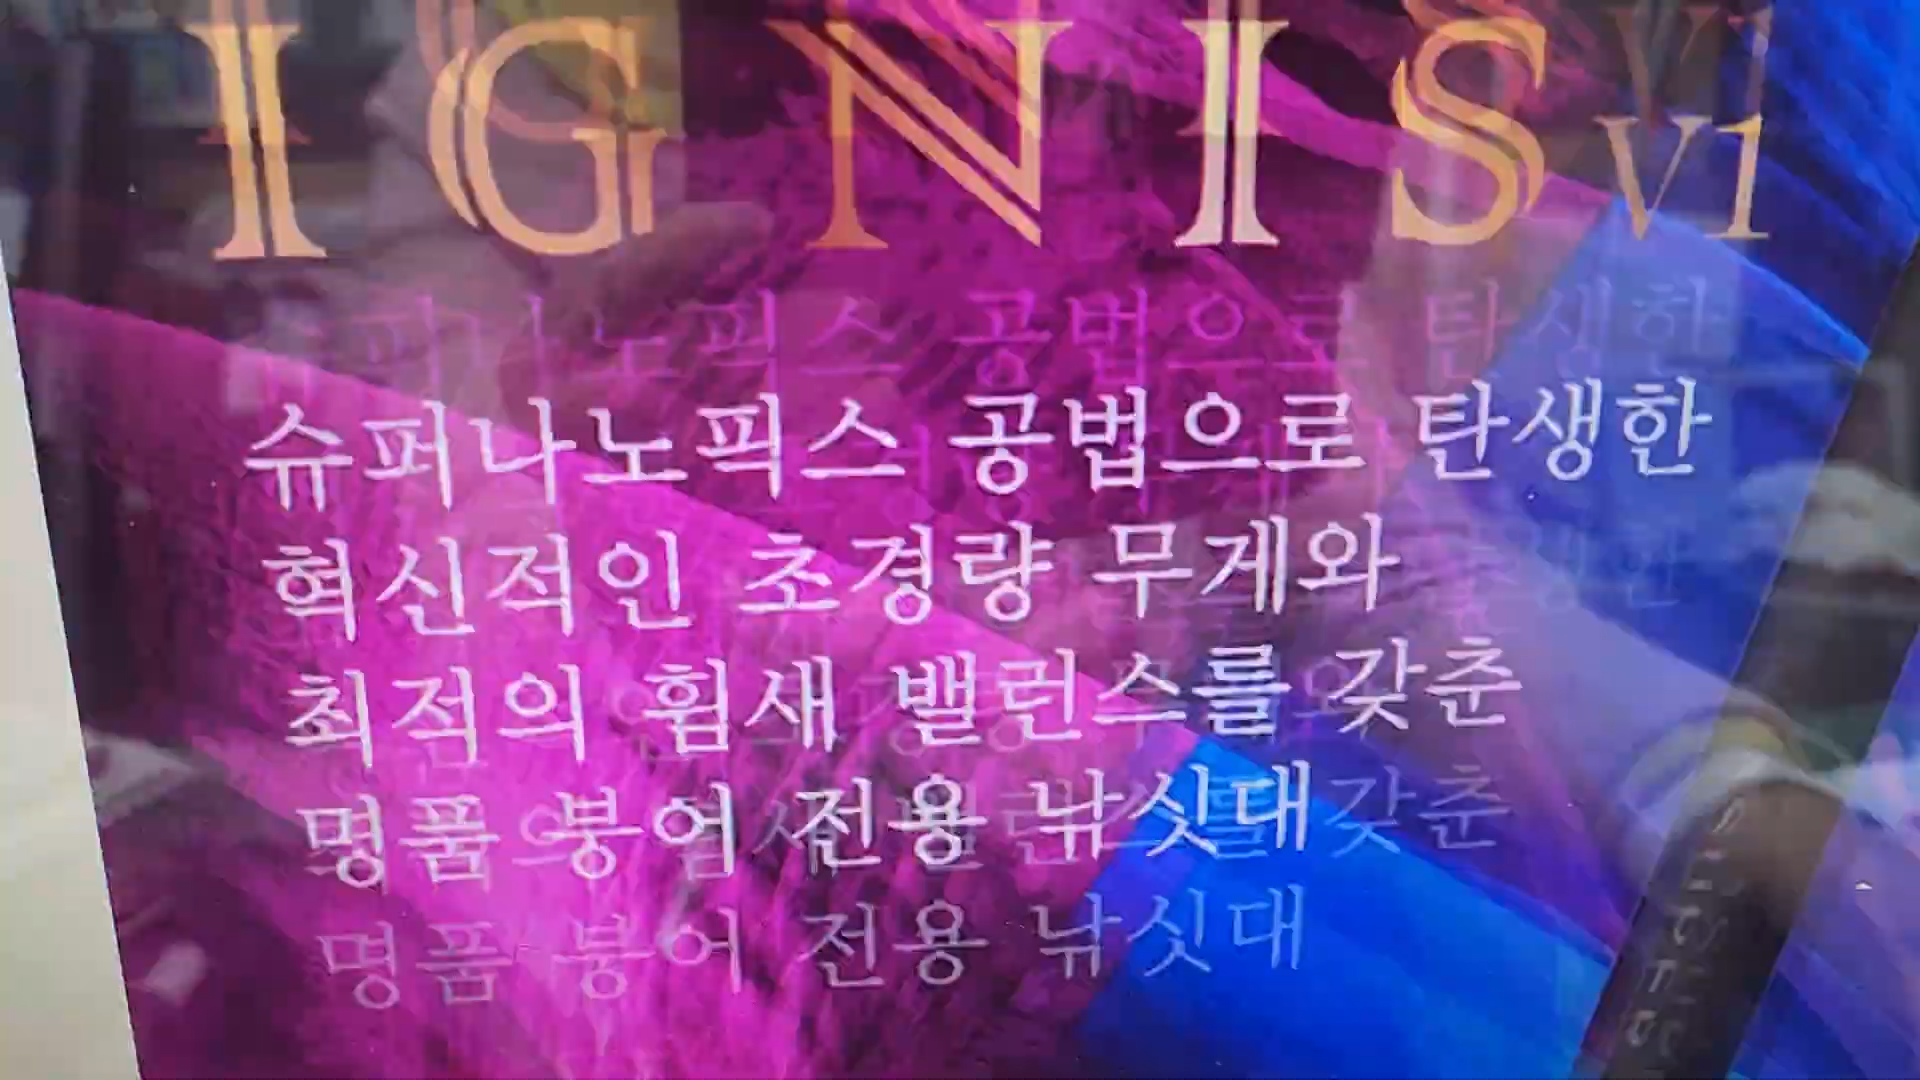 IGNIS V1
슈퍼나노픽스 공법으로 탄생한
혁신적인 초경량 무게와
최적의 휨새 밸런스를 갖춘
명품 붕어 전용 낚싯대